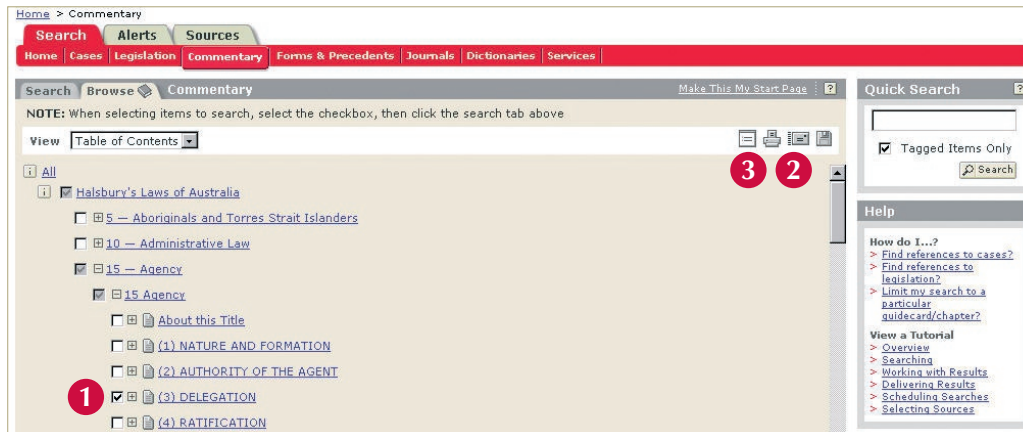 Home > Commentary
Search Alerts Sources
Home Cases Legislation Commentary Forms & Precedents Journals Dictionaries Services
Search Browse Commentary Make This My Start Page ?
NOTE: When selecting items to search, select the checkbox, then click the search tab above
View Table of Contents
3 2
i All
i Halsbury's Laws of Australia
5 — Aboriginals and Torres Strait Islanders
10 — Administrative Law
15 — Agency
15 Agency
About this Title
(1) NATURE AND FORMATION
(2) AUTHORITY OF THE AGENT
1 (3) DELEGATION
(4) RATIFICATION
Quick Search ?
Tagged Items Only
Search
Help
How do I...?
> Find references to cases?
> Find references to
legislation?
> Limit my search to a
particular
guidecard/chapter?
View a Tutorial
> Overview
> Searching
> Working with Results
> Delivering Results
> Scheduling Searches
> Selecting Sources